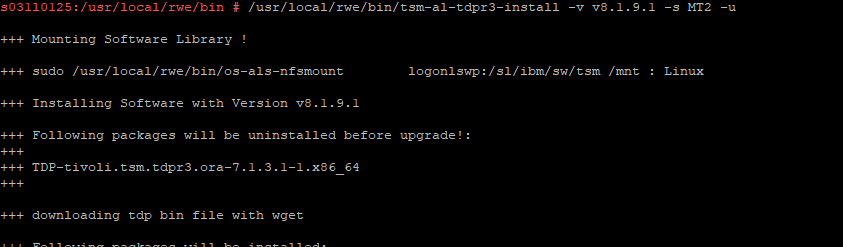 s03110125:/usr/local/rwe/bin # /usr/local/rwe/bin/tsm-al-tdpr3-install -v v8.1.9.1 -s MT2 -u
+++ Mounting Software Library !
+++ sudo /usr/local/rwe/bin/os-als-nfsmount logonlswp:/sl/ibm/sw/tsm /mnt : Linux
+++ Installing Software with Version v8.1.9.1
+++ Following packages will be uninstalled before upgrade!:
+++
+++ TDP-tivoli.tsm.tdpr3.ora-7.1.3.1-1.x86_64
+++
+++ downloading tdp bin file with wget
+++ Following packages will be installed: